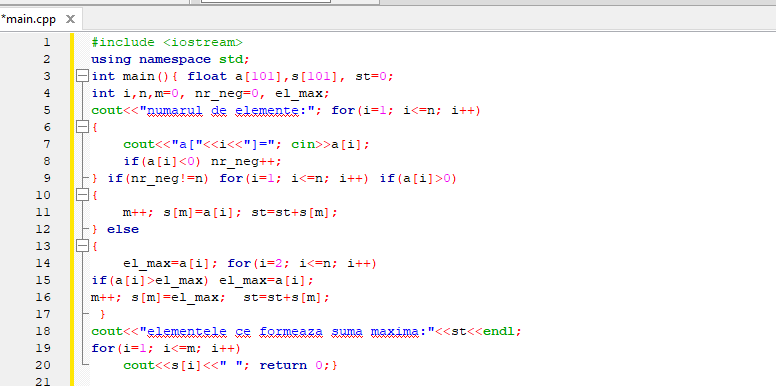 *main.cpp X
1 #include <iostream>
2 using namespace std;
3 int main(){ float a[101],s[101], st=0;
4 int i,n,m=0, nr_neg=0, el_max;
5 cout<<"numarul de elemente:"; for(i=1; i<=n; i++)
6 {
7 cout<<"a["<<i<<"]="; cin>>a[i];
8 if(a[i]<0) nr_neg++;
9 } if(nr_neg!=n) for(i=1; i<=n; i++) if(a[i]>0)
10 {
11 m++; s[m]=a[i]; st=st+s[m];
12 } else
13 {
14 el_max=a[i]; for(i=2; i<=n; i++)
15 if(a[i]>el_max) el_max=a[i];
16 m++; s[m]=el_max; st=st+s[m];
17 }
18 cout<<"elementele ce formeaza suma maxima:"<<st<<endl;
19 for(i=1; i<=m; i++)
20 cout<<s[i]<<" "; return 0;}
21